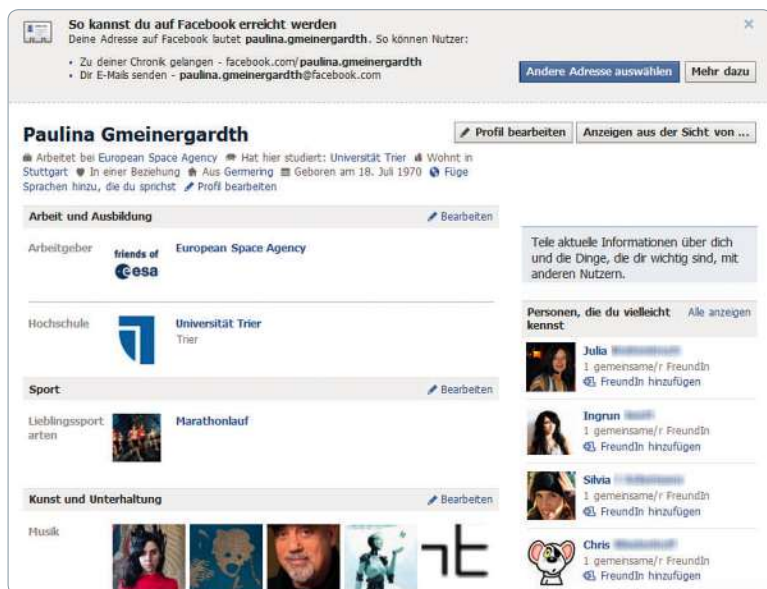 So kannst du auf Facebook erreicht werden
Deine Adresse auf Facebook lautet paulina.gmeinergardth. So können Nutzer:
• Zu deiner Chronik gelangen - facebook.com/paulina.gmeinergardth
• Dir E-Mails senden - paulina.gmeinergardth@facebook.com
Andere Adresse auswählen
Mehr dazu
Paulina Gmeinergardth
Profil bearbeiten
Anzeigen aus der Sicht von ...
Arbeitet bei European Space Agency Hat hier studiert: Universität Trier Wohnt in
Stuttgart In einer Beziehung Aus Germering Geboren am 18. Juli 1970 Füge
Sprachen hinzu, die du sprichst Profil bearbeiten
Arbeit und Ausbildung
Bearbeiten
Arbeitgeber
friends of
esa
European Space Agency
Hochschule
Universität Trier
Trier
Sport
Bearbeiten
Lieblingssport
arten
Marathonlauf
Kunst und Unterhaltung
Bearbeiten
Musik
Teile aktuelle Informationen über dich
und die Dinge, die dir wichtig sind, mit
anderen Nutzern.
Personen, die du vielleicht
kennst
Alle anzeigen
Julia
1 gemeinsame/r FreundIn
FreundIn hinzufügen
Ingrun
1 gemeinsame/r FreundIn
FreundIn hinzufügen
Silvia
1 gemeinsame/r FreundIn
FreundIn hinzufügen
Chris
1 gemeinsame/r FreundIn
FreundIn hinzufügen